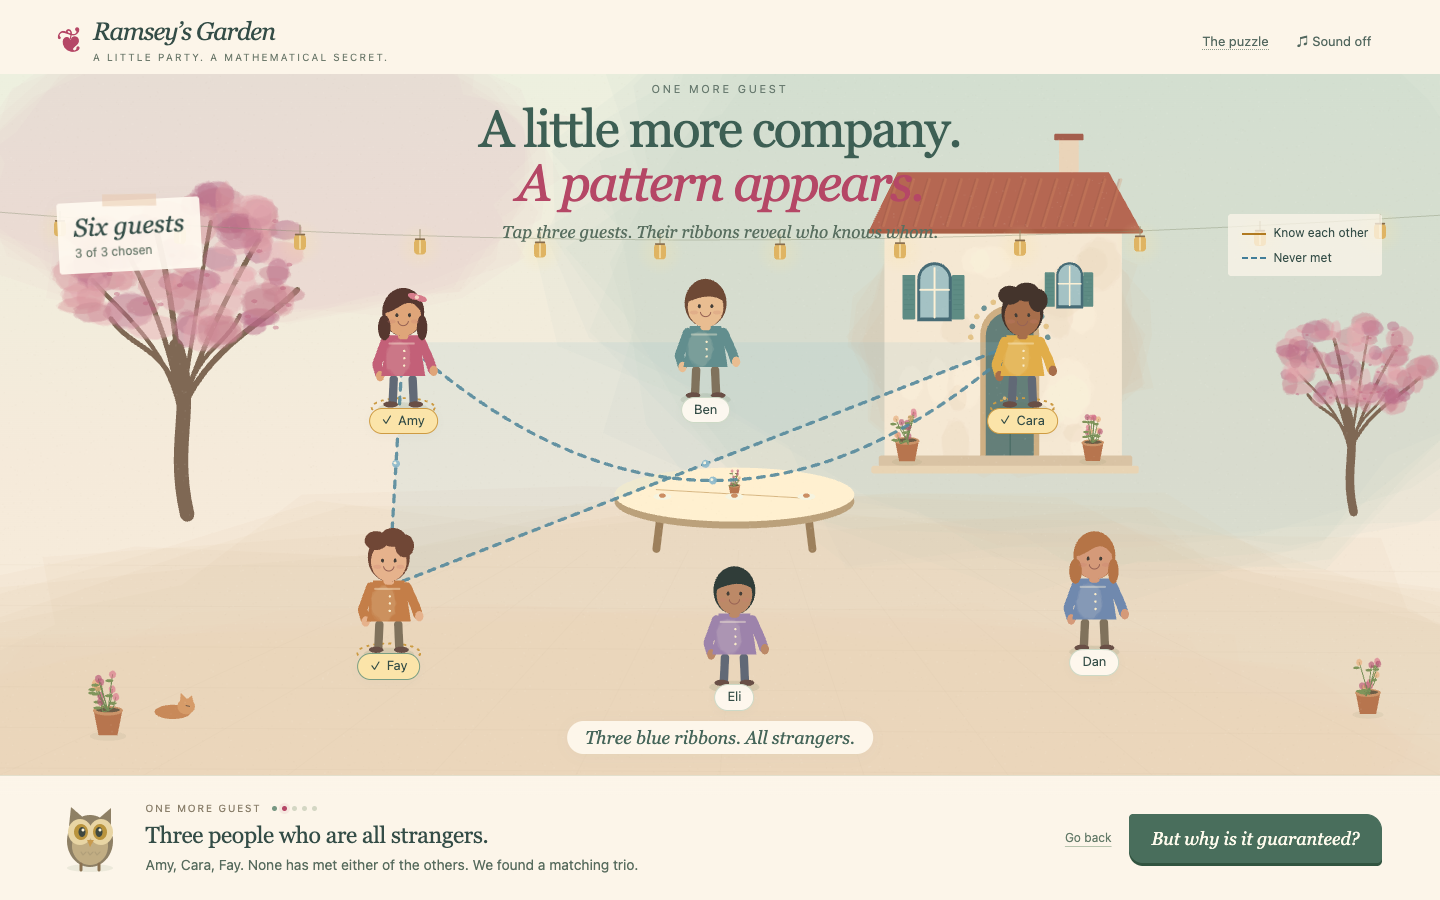 Ramsey's Garden
A LITTLE PARTY. A MATHEMATICAL SECRET.
The puzzle
Sound off
ONE MORE GUEST
A little more company.
A pattern appears.
Tap three guests. Their ribbons reveal who knows whom.
Six guests
3 of 3 chosen
Know each other
Never met
Ben
✓ Amy
✓ Cara
✓ Fay
Dan
Eli
Three blue ribbons. All strangers.
ONE MORE GUEST
Three people who are all strangers.
Amy, Cara, Fay. None has met either of the others. We found a matching trio.
Go back
But why is it guaranteed?